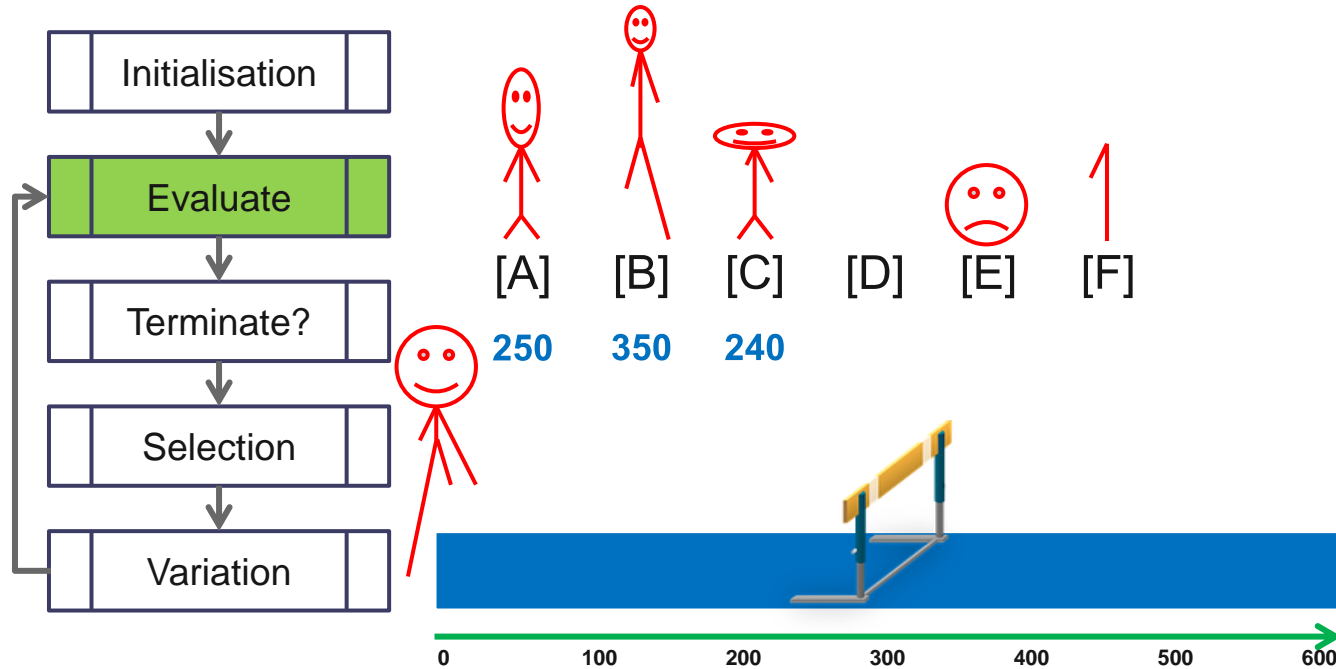 Initialisation
Evaluate
Terminate?
Selection
Variation
[A] [B] [C] [D] [E] [F]
250 350 240
0 100 200 300 400 500 600